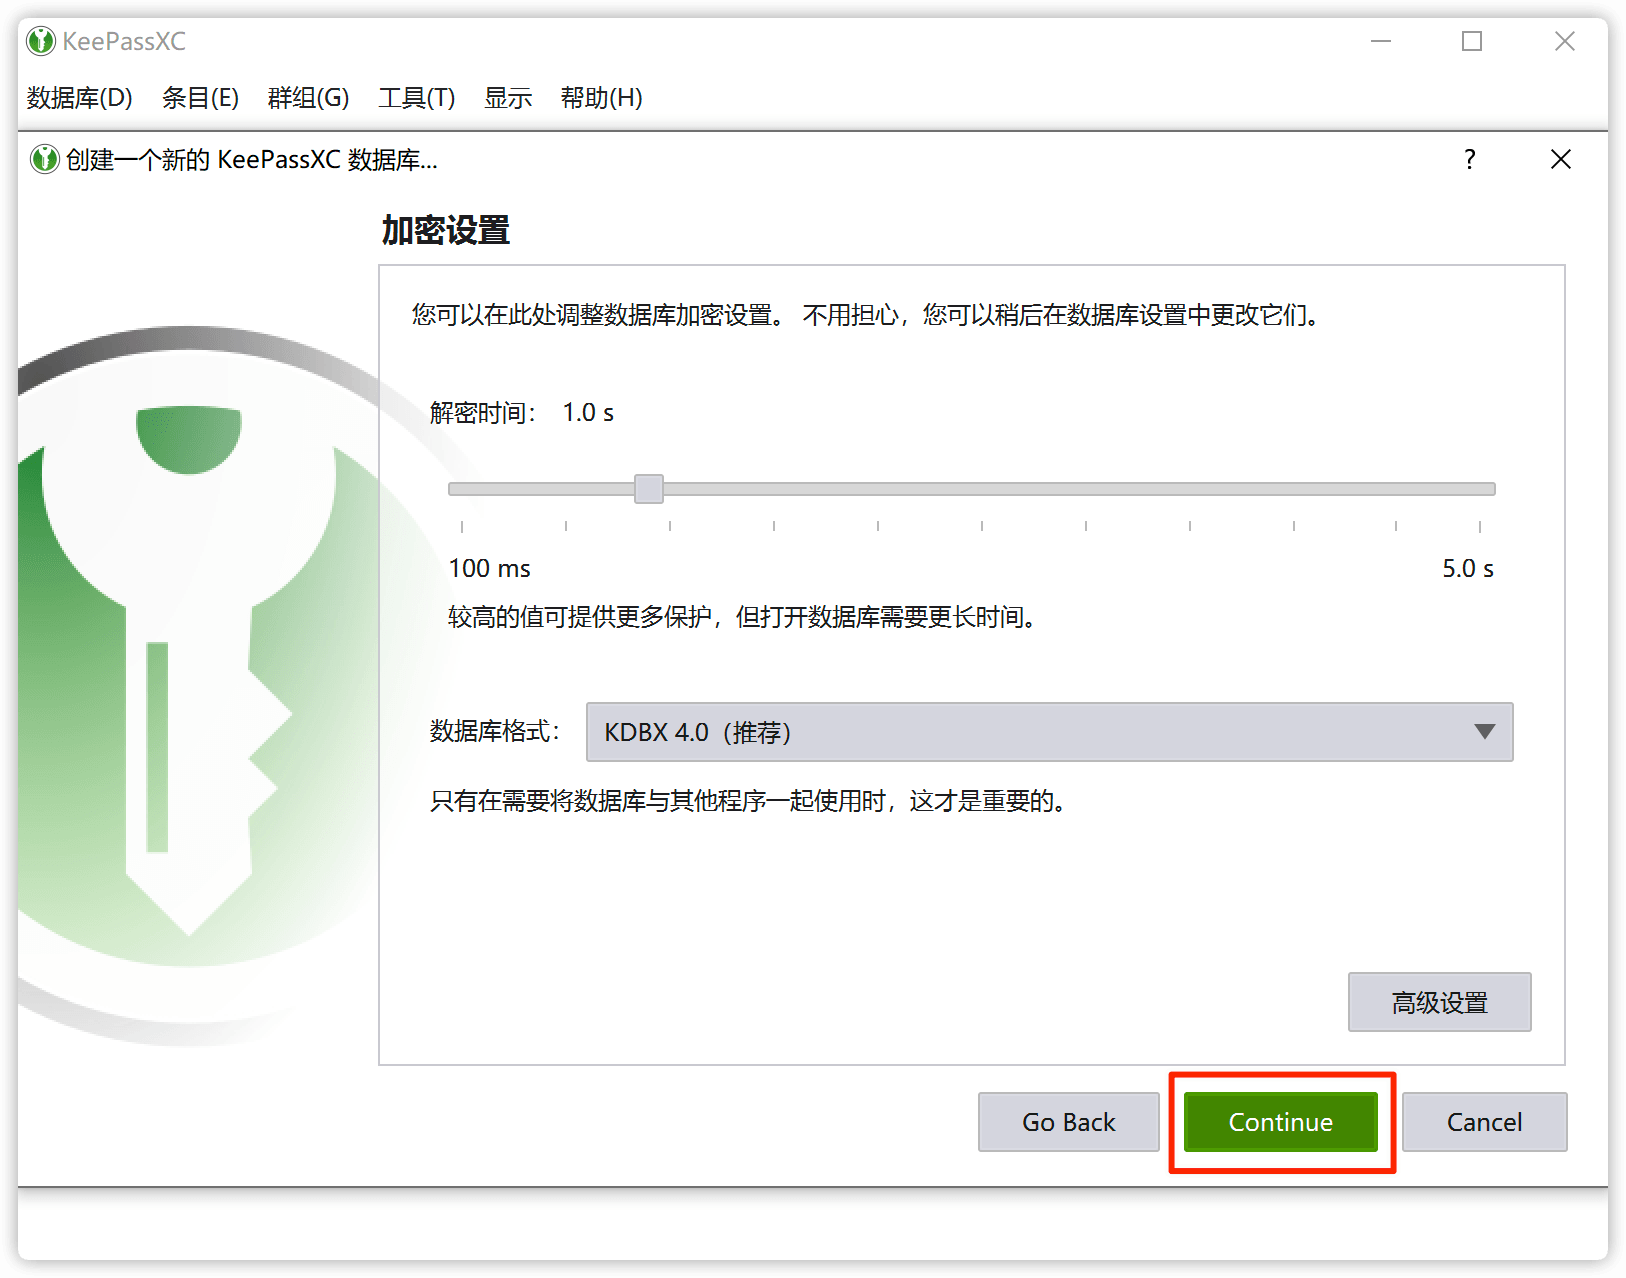 KeePassXC
数据库(D) 条目(E) 群组(G) 工具(T) 显示 帮助(H)
创建一个新的 KeePassXC 数据库... ?
加密设置
您可以在此处调整数据库加密设置。 不用担心，您可以稍后在数据库设置中更改它们。
解密时间： 1.0 s
100 ms 5.0 s
较高的值可提供更多保护，但打开数据库需要更长时间。
数据库格式： KDBX 4.0（推荐）
只有在需要将数据库与其他程序一起使用时，这才是重要的。
高级设置
Go Back Continue Cancel